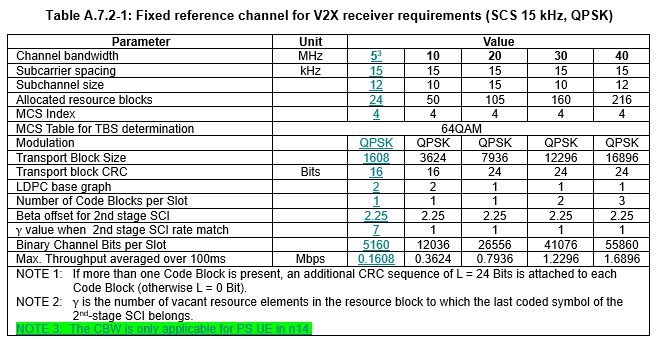 Table A.7.2-1: Fixed reference channel for V2X receiver requirements (SCS 15 kHz, QPSK)
Parameter Unit Value
Channel bandwidth MHz 5³ 10 20 30 40
Subcarrier spacing kHz 15 15 15 15 15
Subchannel size 12 10 15 10 12
Allocated resource blocks 24 50 105 160 216
MCS Index 4 4 4 4 4
MCS Table for TBS determination 64QAM
Modulation QPSK QPSK QPSK QPSK QPSK
Transport Block Size 1608 3624 7936 12296 16896
Transport block CRC Bits 16 16 24 24 24
LDPC base graph 2 2 1 1 1
Number of Code Blocks per Slot 1 1 1 2 3
Beta offset for 2nd stage SCI 2.25 2.25 2.25 2.25 2.25
γ value when 2nd stage SCI rate match 7 1 1 1 1
Binary Channel Bits per Slot 5160 12036 26556 41076 55860
Max. Throughput averaged over 100ms Mbps 0.1608 0.3624 0.7936 1.2296 1.6896
NOTE 1: If more than one Code Block is present, an additional CRC sequence of L = 24 Bits is attached to each
Code Block (otherwise L = 0 Bit).
NOTE 2: γ is the number of vacant resource elements in the resource block to which the last coded symbol of the
2nd-stage SCI belongs.
NOTE 3: The CBW is only applicable for PS UE in n14.